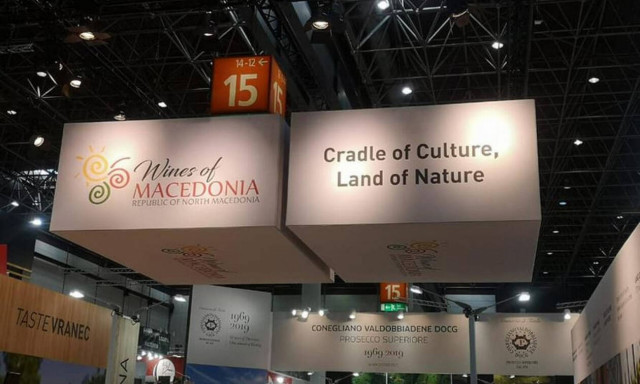 14-12 ←
15
15
Wines of
MACEDONIA
REPUBLIC OF NORTH MACEDONIA
Cradle of Culture,
Land of Nature
15
TASTE VRANEC
1969
2019
CONEGLIANO VALDOBBIADENE DOCG
PROSECCO SUPERIORE
1969 2019